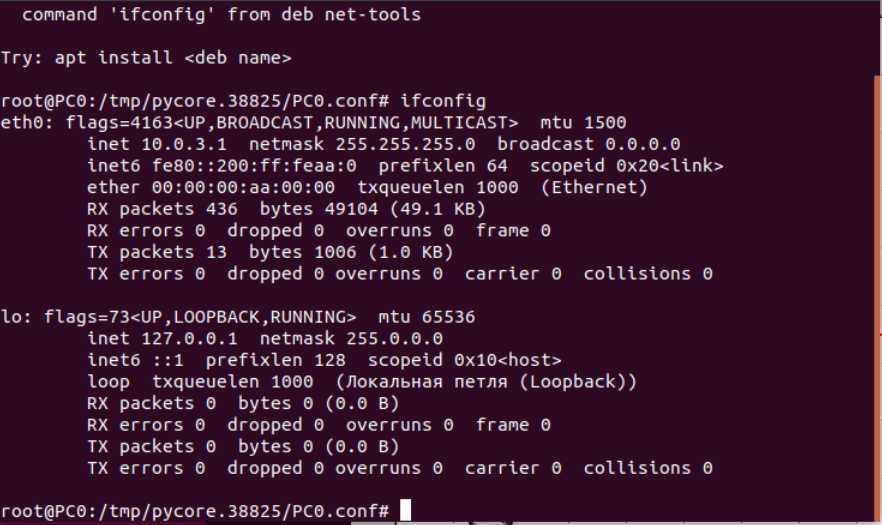 command 'ifconfig' from deb net-tools
Try: apt install <deb name>
root@PC0:/tmp/pycore.38825/PC0.conf# ifconfig
eth0: flags=4163<UP,BROADCAST,RUNNING,MULTICAST>  mtu 1500
        inet 10.0.3.1  netmask 255.255.255.0  broadcast 0.0.0.0
        inet6 fe80::200:ff:feaa:0  prefixlen 64  scopeid 0x20<link>
        ether 00:00:00:aa:00:00  txqueuelen 1000  (Ethernet)
        RX packets 436  bytes 49104 (49.1 KB)
        RX errors 0  dropped 0  overruns 0  frame 0
        TX packets 13  bytes 1006 (1.0 KB)
        TX errors 0  dropped 0 overruns 0  carrier 0  collisions 0
lo: flags=73<UP,LOOPBACK,RUNNING>  mtu 65536
        inet 127.0.0.1  netmask 255.0.0.0
        inet6 ::1  prefixlen 128  scopeid 0x10<host>
        loop  txqueuelen 1000  (Локальная петля (Loopback))
        RX packets 0  bytes 0 (0.0 B)
        RX errors 0  dropped 0  overruns 0  frame 0
        TX packets 0  bytes 0 (0.0 B)
        TX errors 0  dropped 0 overruns 0  carrier 0  collisions 0
root@PC0:/tmp/pycore.38825/PC0.conf#